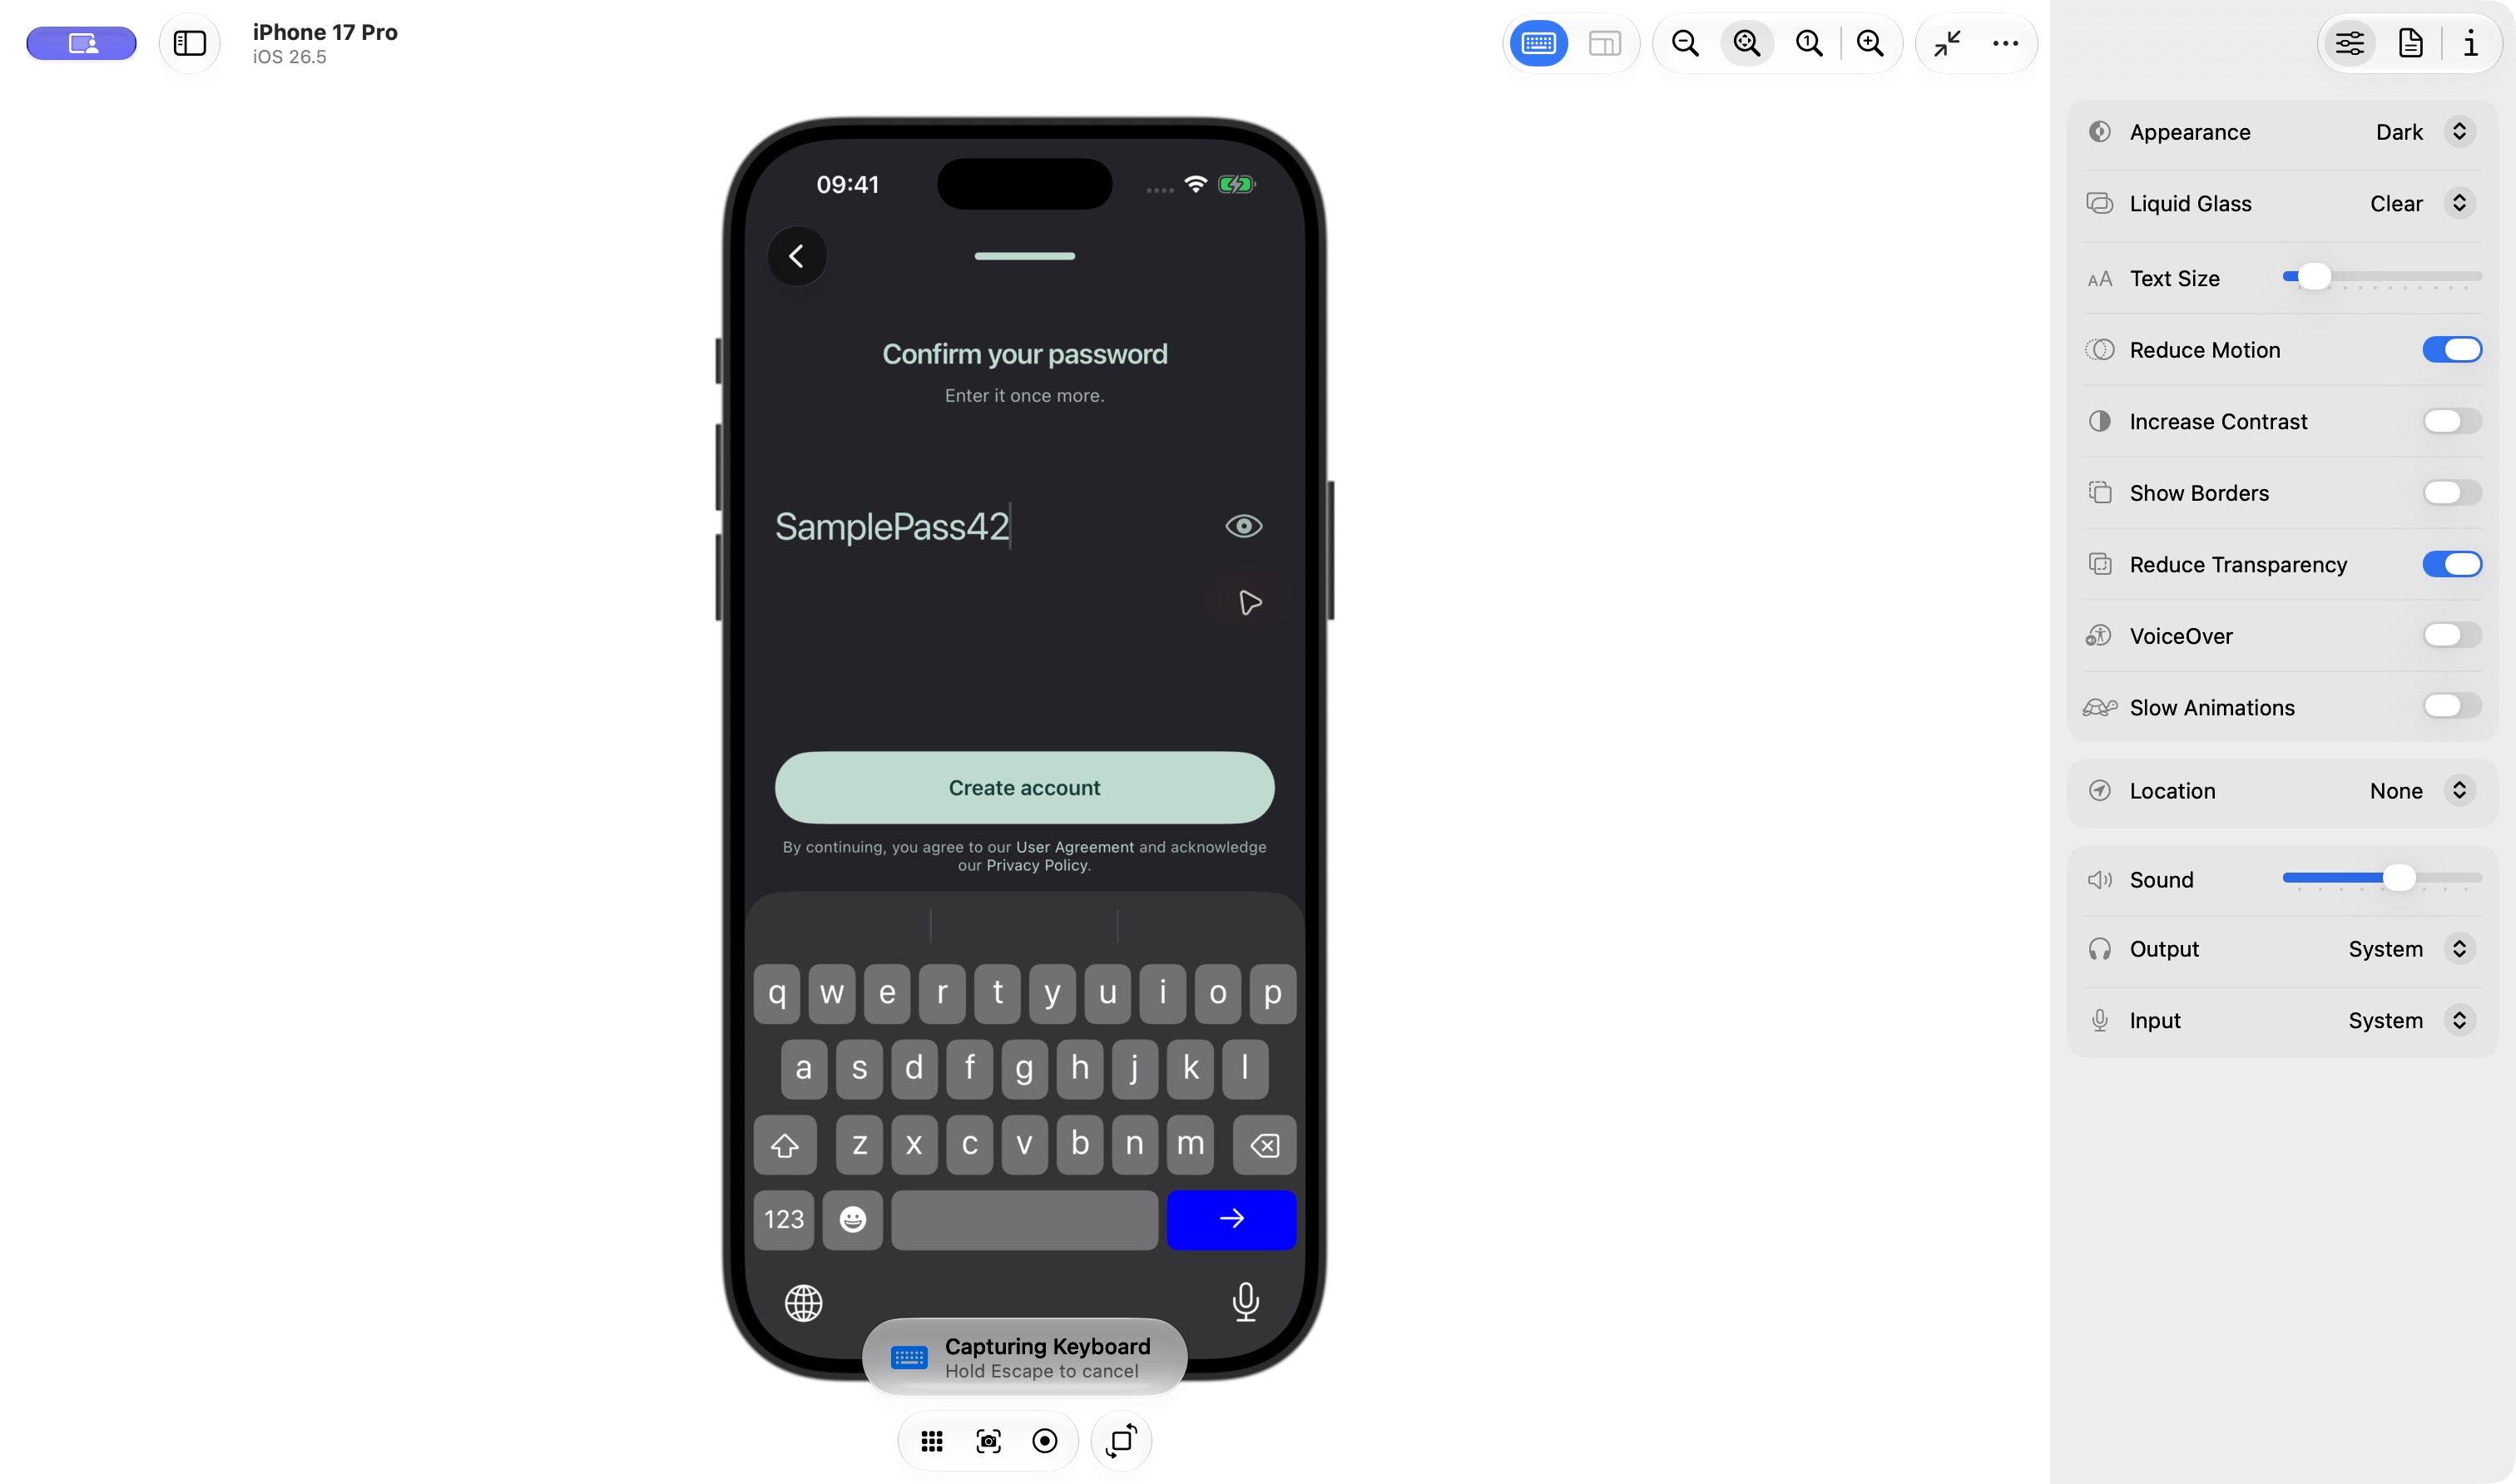 iPhone 17 Pro
iOS 26.5
09:41
Confirm your password
Enter it once more.
SamplePass42
Create account
By continuing, you agree to our User Agreement and acknowledge
our Privacy Policy.
q w e r t y u i o p
a s d f g h j k l
z x c v b n m
123
Capturing Keyboard
Hold Escape to cancel
Appearance Dark
Liquid Glass Clear
AA Text Size
Reduce Motion
Increase Contrast
Show Borders
Reduce Transparency
VoiceOver
Slow Animations
Location None
Sound
Output System
Input System